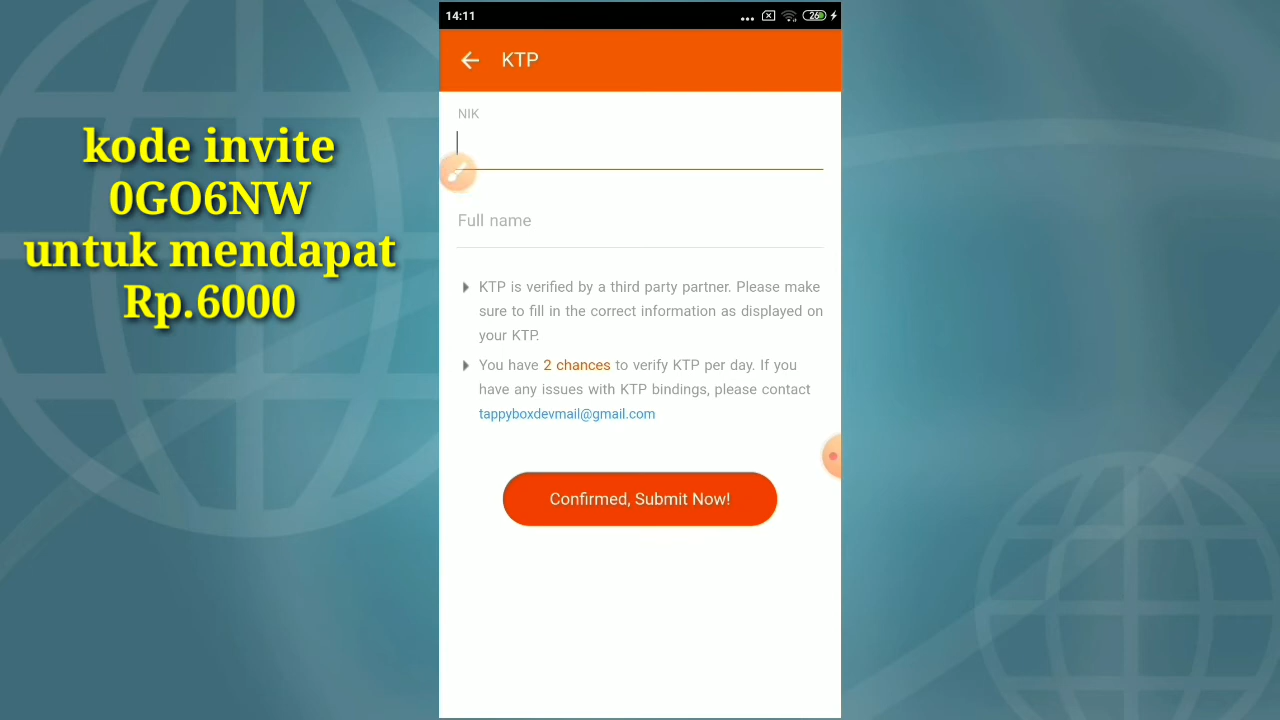 kode invite
0GO6NW
untuk mendapat
Rp.6000
14:11
26
KTP
NIK
Full name
KTP is verified by a third party partner. Please make
sure to fill in the correct information as displayed on
your KTP.
You have 2 chances to verify KTP per day. If you
have any issues with KTP bindings, please contact
tappyboxdevmail@gmail.com
Confirmed, Submit Now!